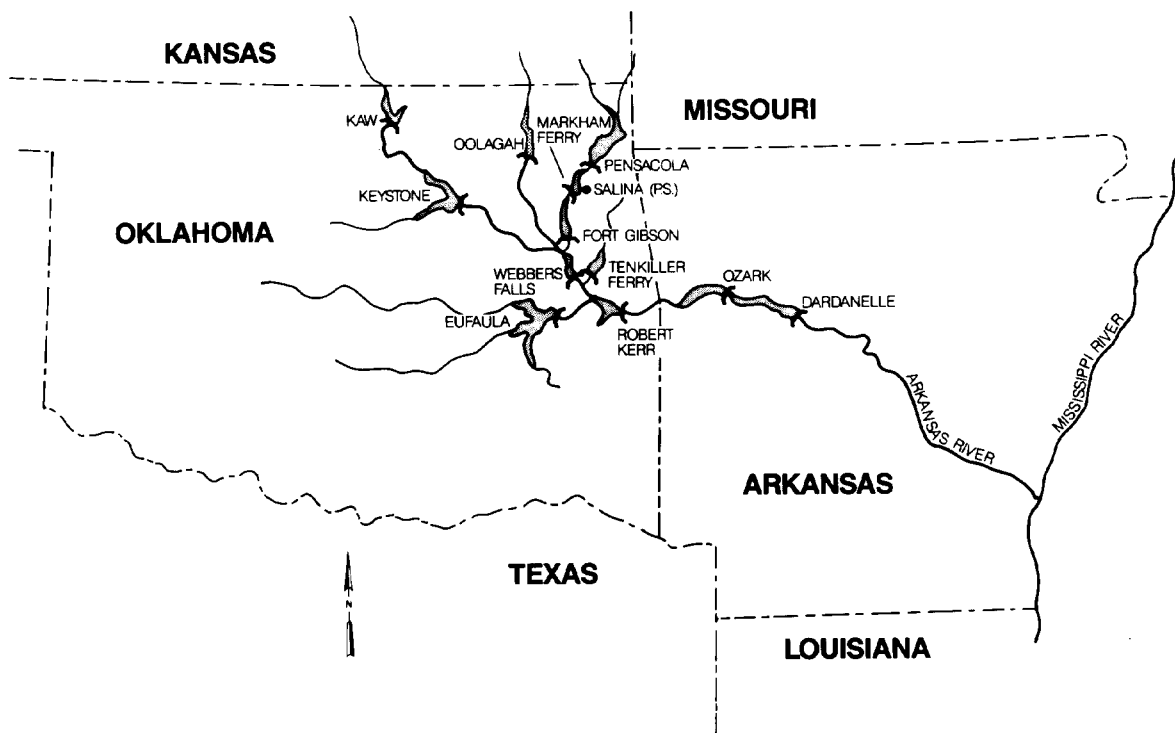 KANSAS
MISSOURI
KAW
OOLAGAH
MARKHAM
FERRY
PENSACOLA
SALINA (P.S.)
KEYSTONE
OKLAHOMA
FORT GIBSON
WEBBERS
FALLS
TENKILLER
FERRY
OZARK
DARDANELLE
EUFAULA
ROBERT
KERR
ARKANSAS RIVER
MISSISSIPPI RIVER
ARKANSAS
TEXAS
N
LOUISIANA